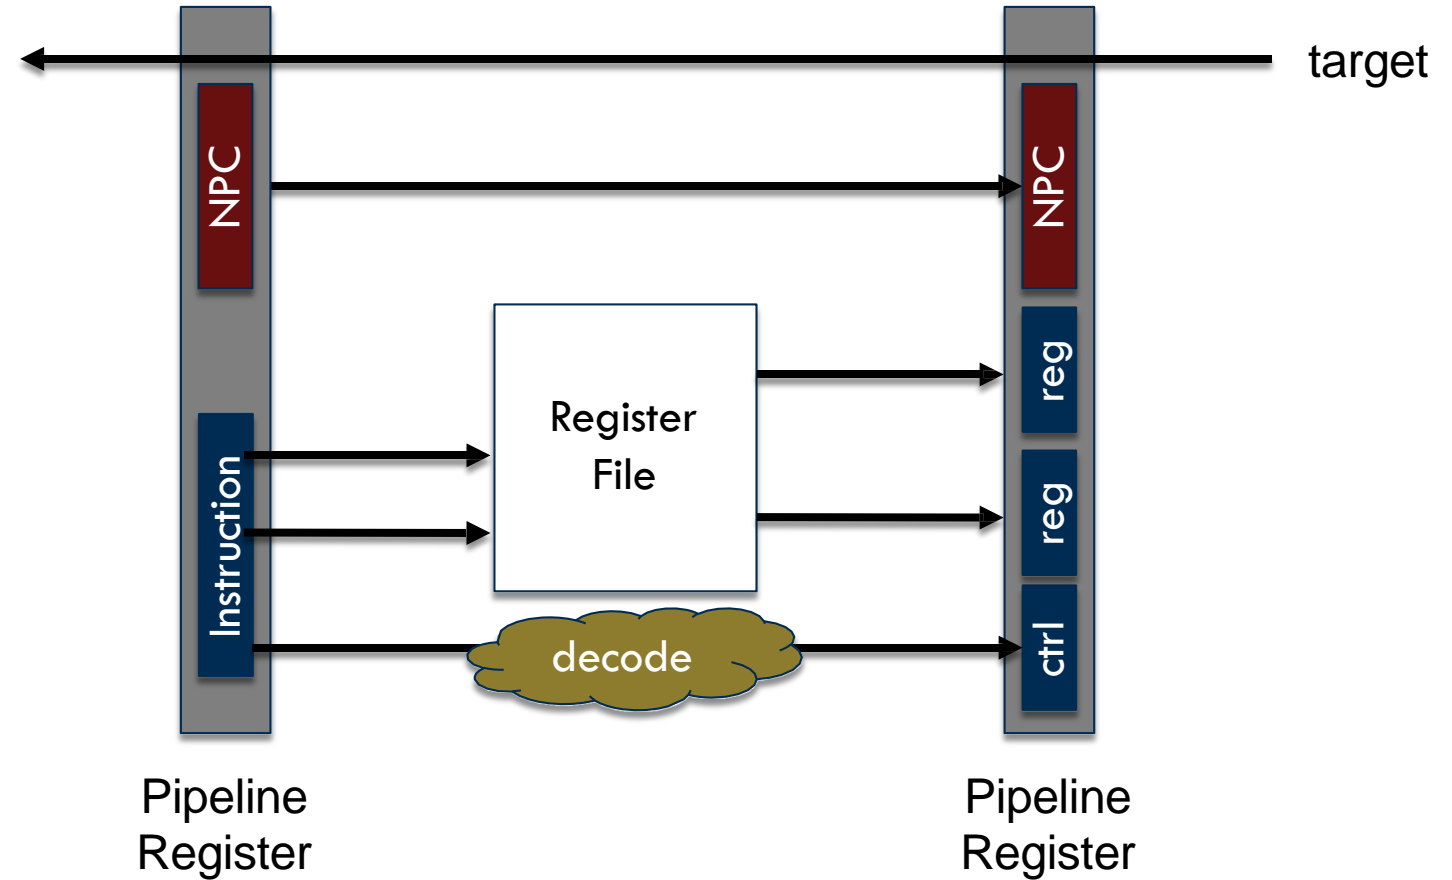 target
NPC
NPC
reg
Register
File
reg
Instruction
decode
ctrl
Pipeline
Register
Pipeline
Register